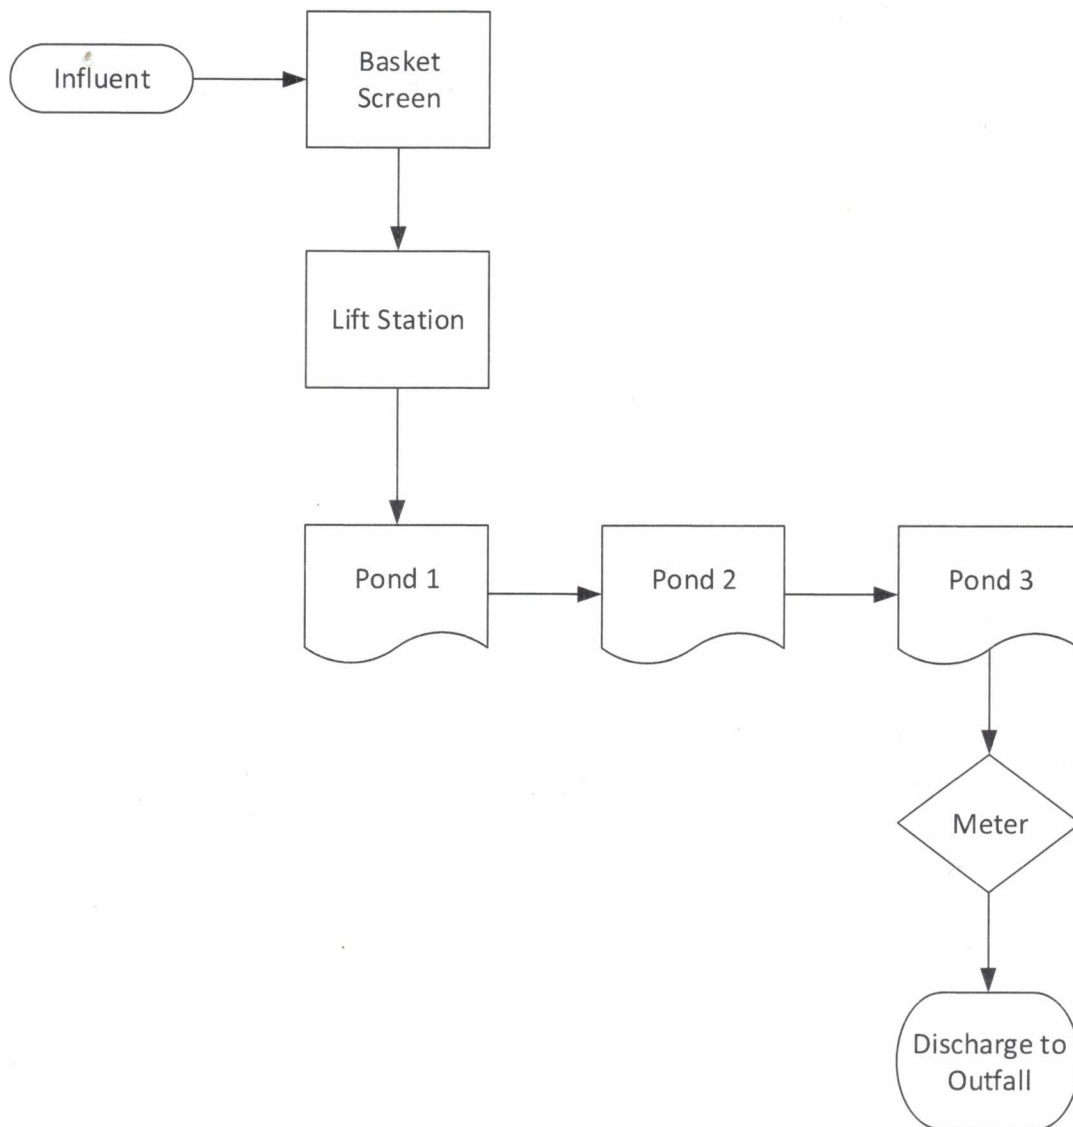 Influent
Basket
Screen
Lift Station
Pond 1
Pond 2
Pond 3
Meter
Discharge to
Outfall